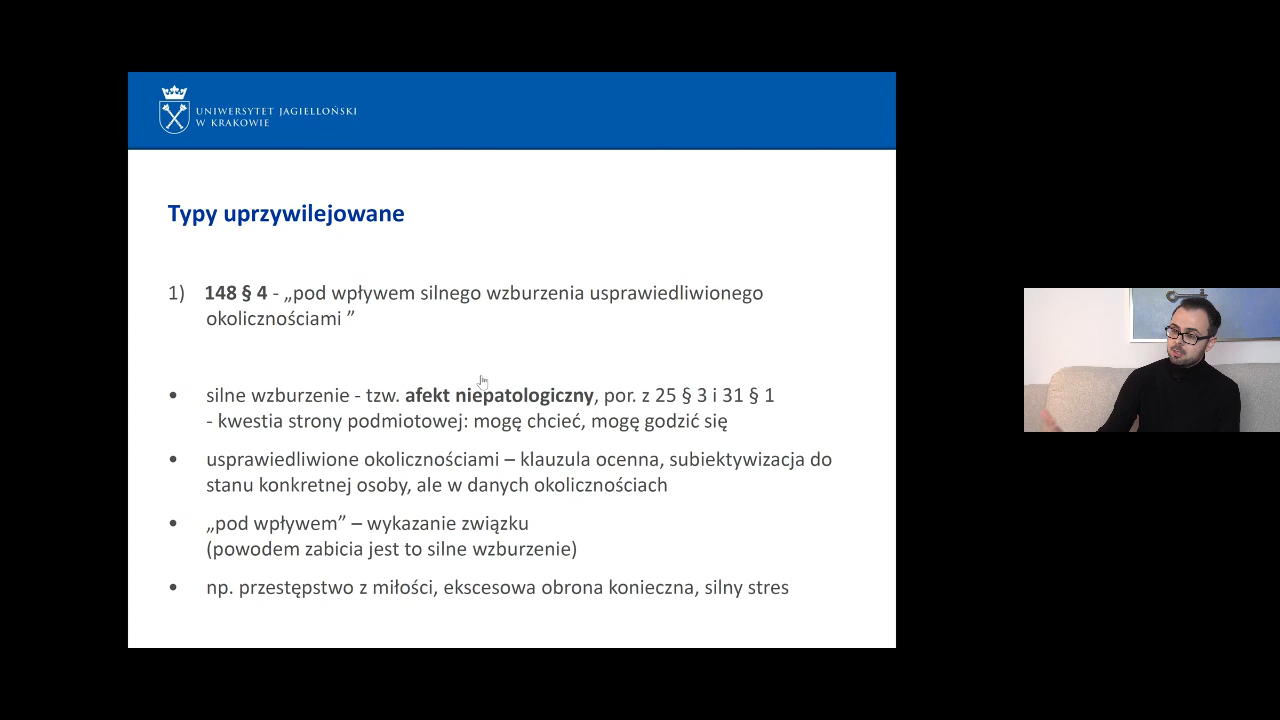 UNIWERSYTET JAGIELLOŃSKI
W KRAKOWIE
Typy uprzywilejowane
1) 148 § 4 - „pod wpływem silnego wzburzenia usprawiedliwionego
okolicznościami ”
• silne wzburzenie - tzw. afekt niepatologiczny, por. z 25 § 3 i 31 § 1
- kwestia strony podmiotowej: mogę chcieć, mogę godzić się
• usprawiedliwione okolicznościami – klauzula ocenna, subiektywizacja do
stanu konkretnej osoby, ale w danych okolicznościach
• „pod wpływem” – wykazanie związku
(powodem zabicia jest to silne wzburzenie)
• np. przestępstwo z miłości, ekscesowa obrona konieczna, silny stres